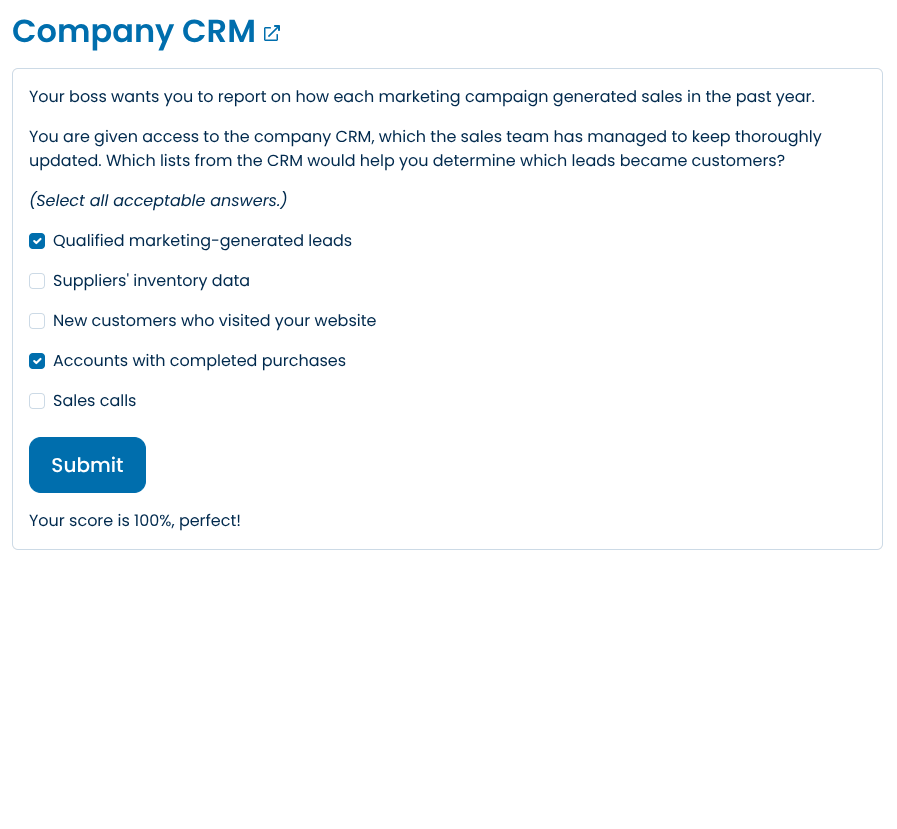 Company CRM
Your boss wants you to report on how each marketing campaign generated sales in the past year.
You are given access to the company CRM, which the sales team has managed to keep thoroughly
updated. Which lists from the CRM would help you determine which leads became customers?
(Select all acceptable answers.)
Qualified marketing-generated leads
Suppliers' inventory data
New customers who visited your website
Accounts with completed purchases
Sales calls
Submit
Your score is 100%, perfect!